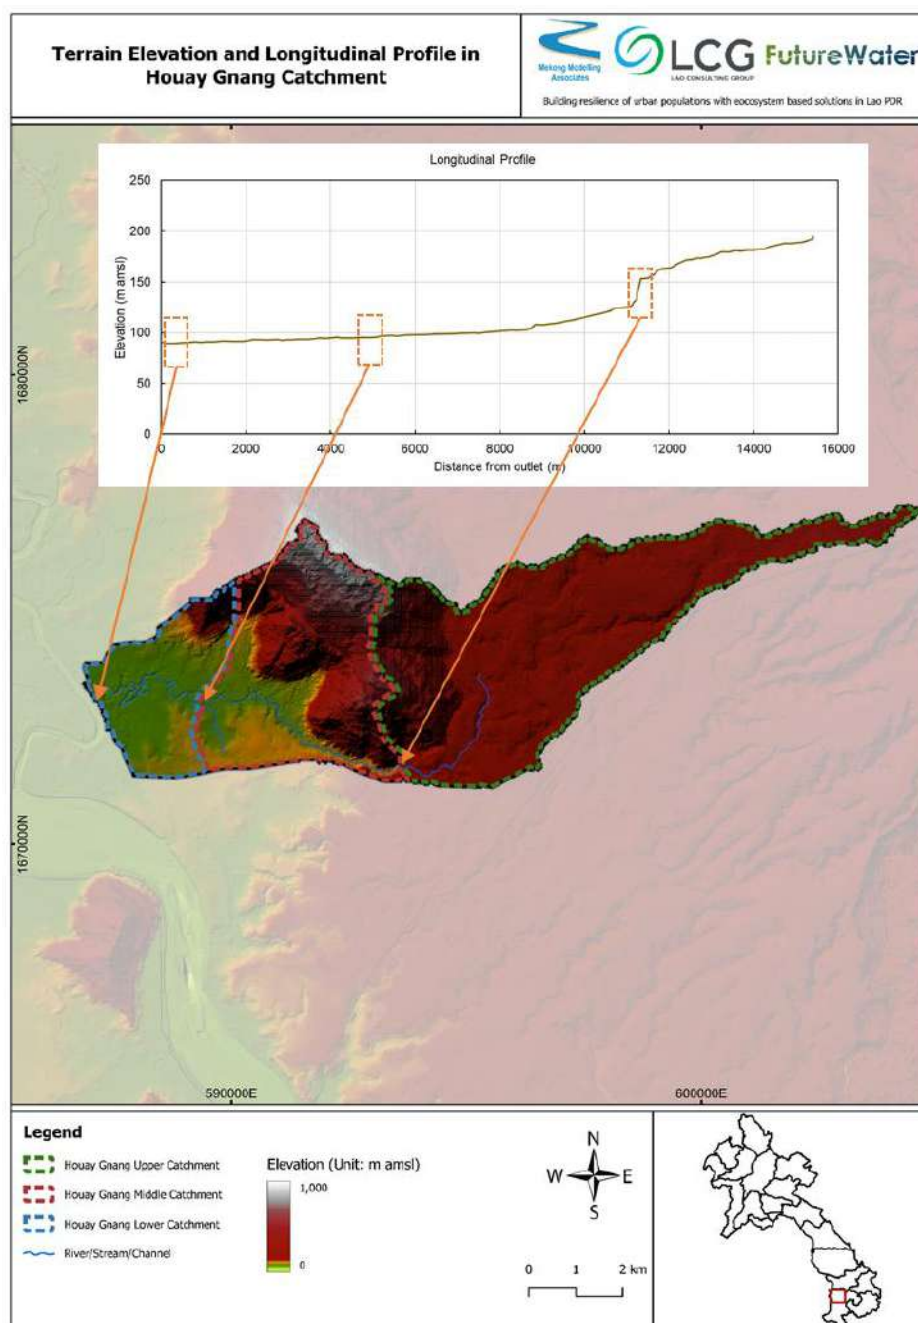 Terrain Elevation and Longitudinal Profile in
Houay Gnang Catchment
Mekong Modelling
Associates
LCG
LAO CONSULTING GROUP
FutureWater
Building resilience of urban populations with eocosystem based solutions in Lao PDR
Longitudinal Profile
Elevation (m amsl)
250
200
150
100
50
0
0
2000
4000
6000
8000
10000
12000
14000
16000
Distance from outlet (m)
1680000N
1670000N
590000E
600000E
Legend
Houay Gnang Upper Catchment
Houay Gnang Middle Catchment
Houay Gnang Lower Catchment
River/Stream/Channel
Elevation (Unit: m amsl)
1,000
0
N
W
E
S
0 1 2 km